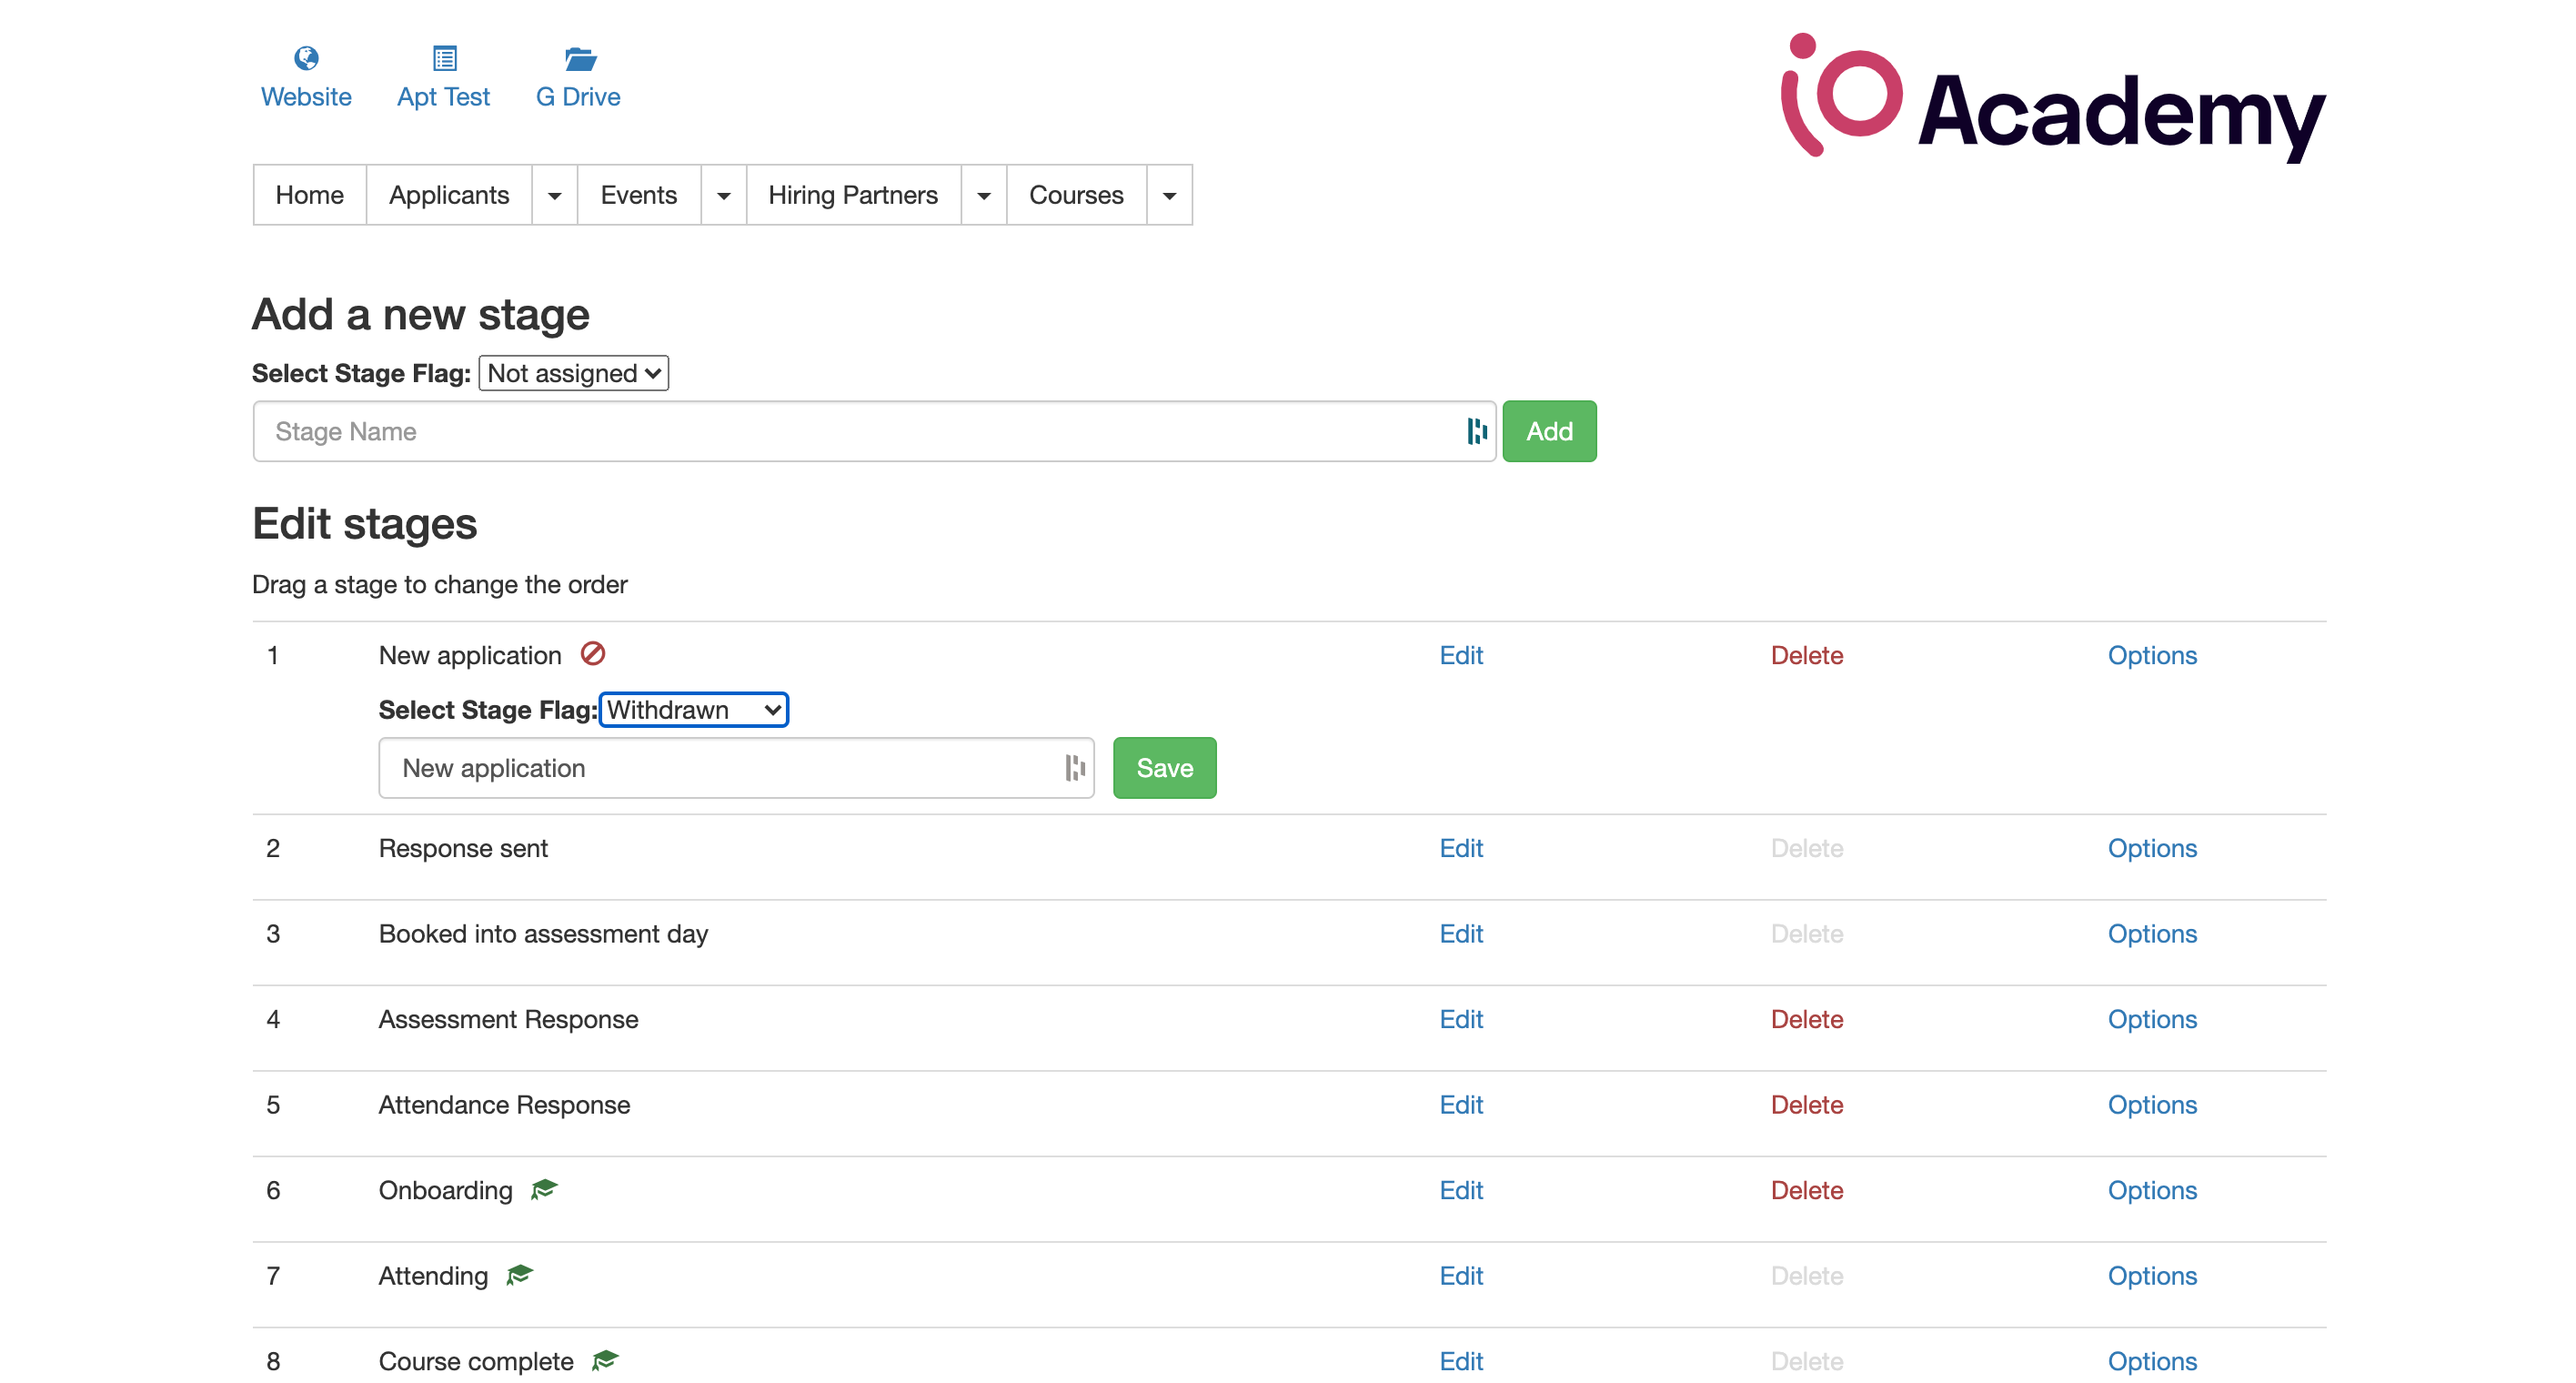 Website Apt Test G Drive
iO Academy
Home Applicants Events Hiring Partners Courses
Add a new stage
Select Stage Flag: Not assigned
Stage Name Add
Edit stages
Drag a stage to change the order
1 New application Edit Delete Options
Select Stage Flag: Withdrawn
New application Save
2 Response sent Edit Delete Options
3 Booked into assessment day Edit Delete Options
4 Assessment Response Edit Delete Options
5 Attendance Response Edit Delete Options
6 Onboarding Edit Delete Options
7 Attending Edit Delete Options
8 Course complete Edit Delete Options